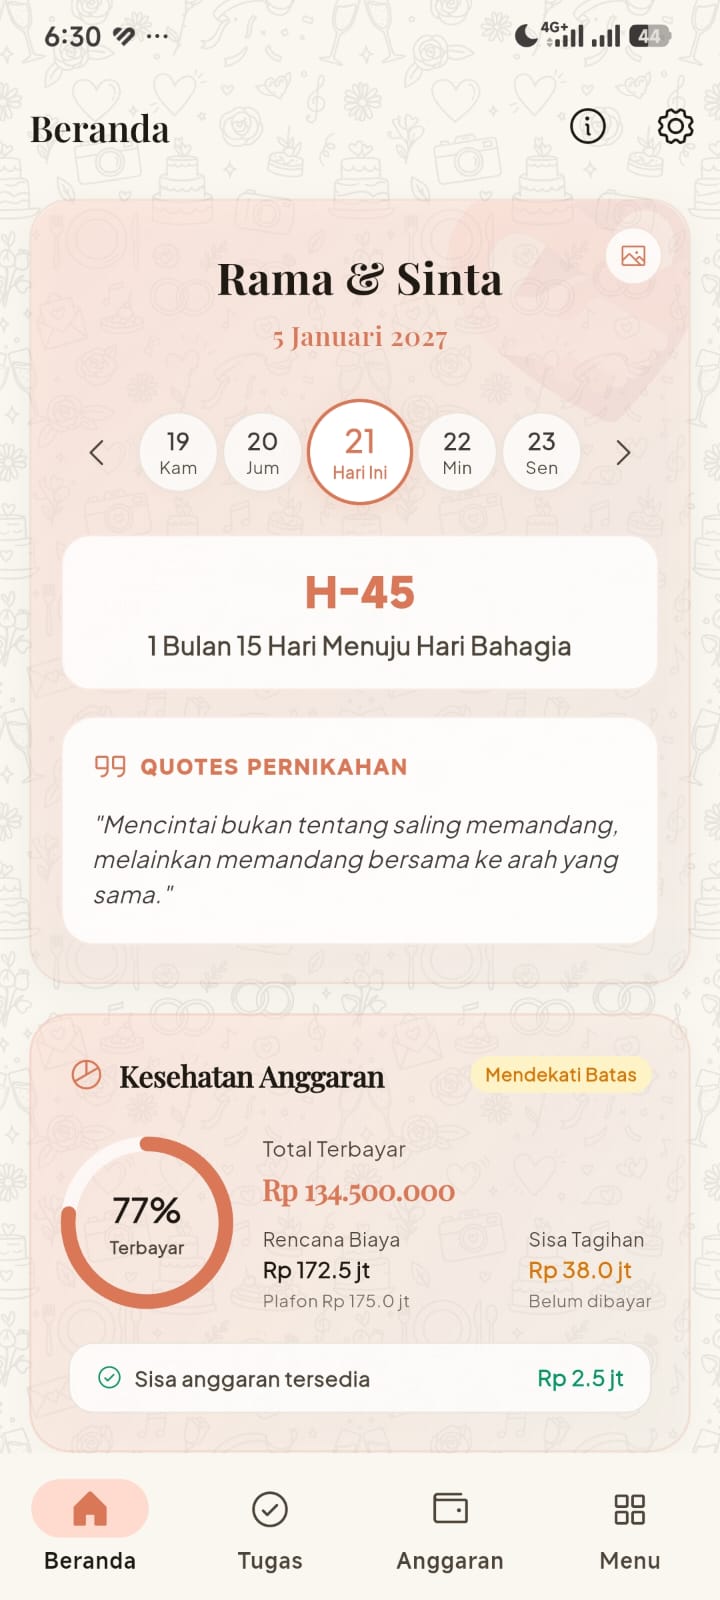 6:30
4G+
44
Beranda
Rama & Sinta
5 Januari 2027
19 20 21 22 23
Kam Jum Hari Ini Min Sen
H-45
1 Bulan 15 Hari Menuju Hari Bahagia
QUOTES PERNIKAHAN
"Mencintai bukan tentang saling memandang,
melainkan memandang bersama ke arah yang
sama."
Kesehatan Anggaran
Mendekati Batas
77%
Terbayar
Total Terbayar
Rp 134.500.000
Rencana Biaya Sisa Tagihan
Rp 172.5 jt Rp 38.0 jt
Plafon Rp 175.0 jt Belum dibayar
Sisa anggaran tersedia Rp 2.5 jt
Beranda Tugas Anggaran Menu